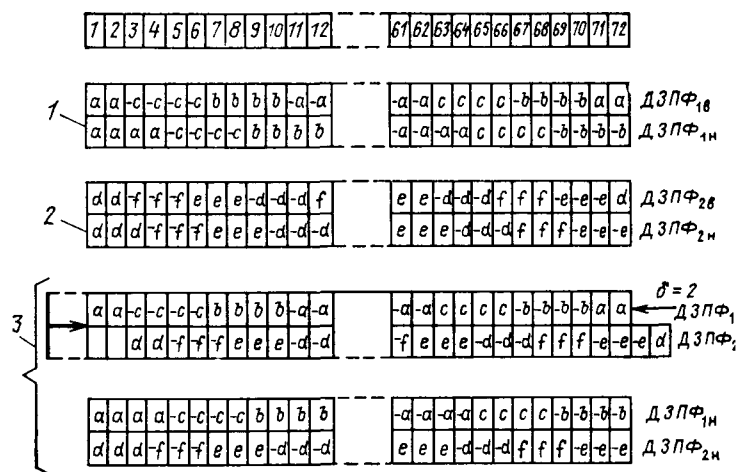 1 2 3 4 5 6 7 8 9 10 11 12 61 62 63 64 65 66 67 68 69 70 71 72
1
a a -c -c -c -c b b b b -a -a -a -a c c c c -b -b -b -b a a ДЗПФ1в
a a a a -c -c -c -c b b b b -a -a -a -a c c c c -b -b -b -b ДЗПФ1н
2
d d -f -f -f e e e -d -d -d f e e -d -d -d f f f -e -e -e d ДЗПФ2в
d d d -f -f -f e e e -d -d -d e e e -d -d -d f f f -e -e -e ДЗПФ2н
3
δ=2
a a -c -c -c -c b b b b -a -a -a -a c c c c -b -b -b -b a a ДЗПФ1
d d -f -f -f e e e -d -d -f e e e -d -d -d f f f -e -e -e d ДЗПФ2
a a a a -c -c -c -c b b b b -a -a -a -a c c c c -b -b -b -b ДЗПФ1н
d d d -f -f -f e e e -d -d -d e e e -d -d -d f f f -e -e -e ДЗПФ2н